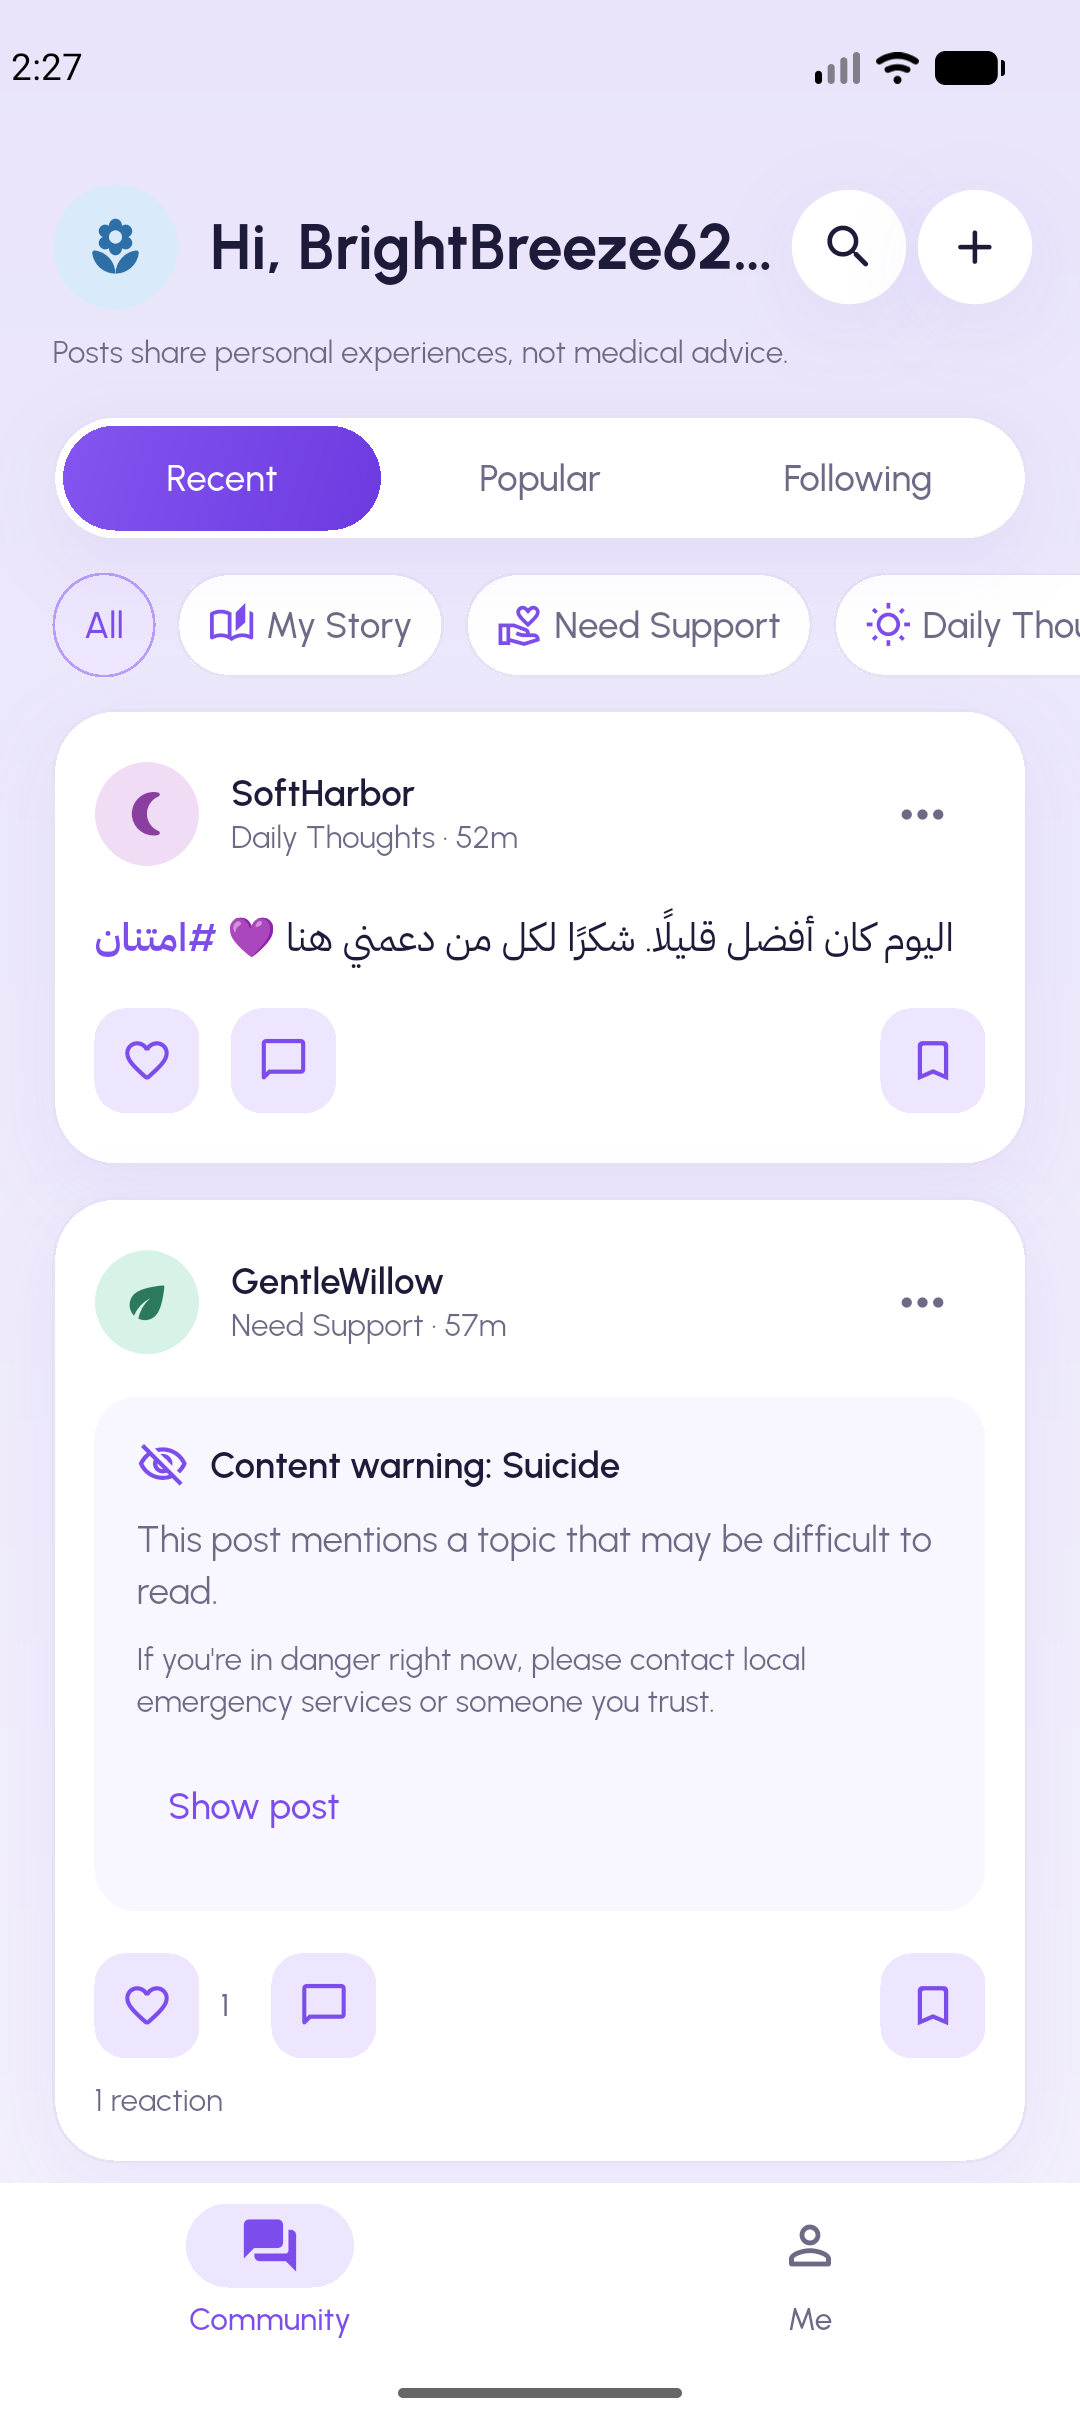 2:27
Hi, BrightBreeze62...
Posts share personal experiences, not medical advice.
Recent
Popular
Following
All
My Story
Need Support
Daily Thou
SoftHarbor
Daily Thoughts · 52m
اليوم كان أفضل قليلًا. شكرًا لكل من دعمني هنا 💜 #امتنان
GentleWillow
Need Support · 57m
Content warning: Suicide
This post mentions a topic that may be difficult to
read.
If you're in danger right now, please contact local
emergency services or someone you trust.
Show post
1
1 reaction
Community
Me